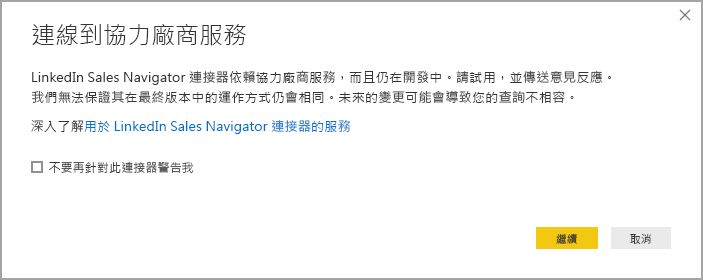 連線到協力廠商服務
LinkedIn Sales Navigator 連接器依賴協力廠商服務，而且仍在開發中。請試用，並傳送意見反應。
我們無法保證其在最終版本中的運作方式仍會相同。未來的變更可能會導致您的查詢不相容。
深入了解用於 LinkedIn Sales Navigator 連接器的服務
不要再針對此連接器警告我
繼續
取消